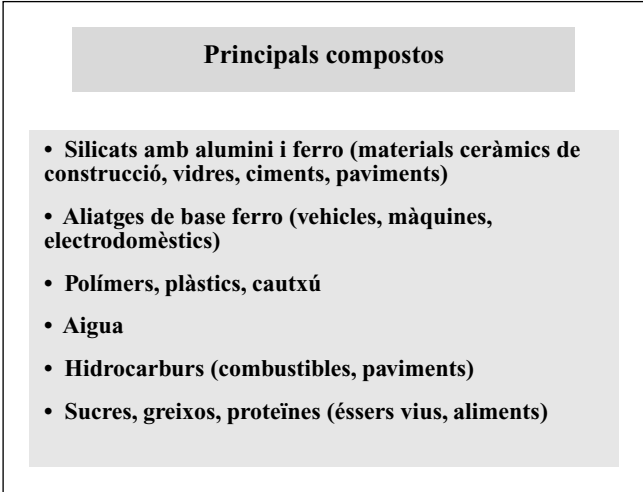 Principals compostos
• Silicats amb alumini i ferro (materials ceràmics de
construcció, vidres, ciments, paviments)
• Aliatges de base ferro (vehicles, màquines,
electrodomèstics)
• Polímers, plàstics, cautxú
• Aigua
• Hidrocarburs (combustibles, paviments)
• Sucres, greixos, proteïnes (éssers vius, aliments)